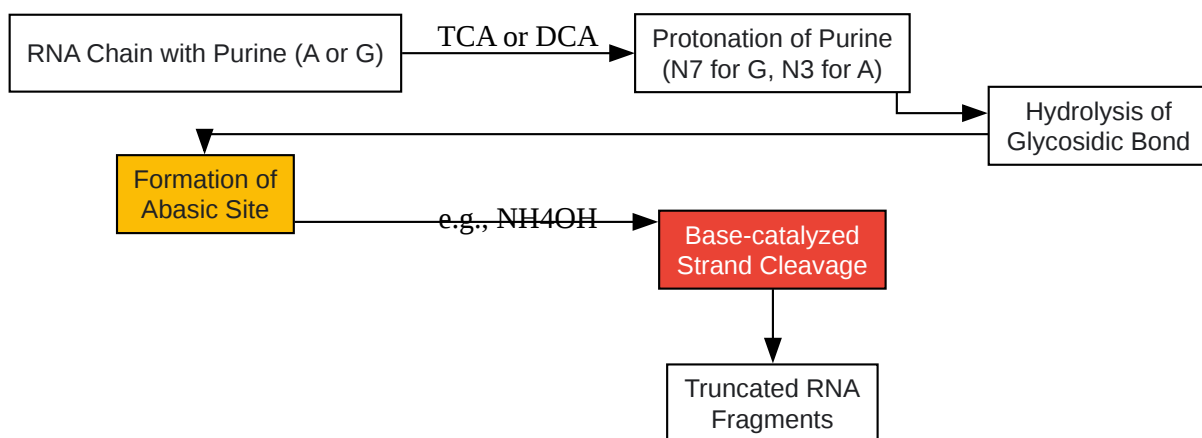 RNA Chain with Purine (A or G)
TCA or DCA
Protonation of Purine
(N7 for G, N3 for A)
Hydrolysis of
Glycosidic Bond
Formation of
Abasic Site
e.g., NH4OH
Base-catalyzed
Strand Cleavage
Truncated RNA
Fragments